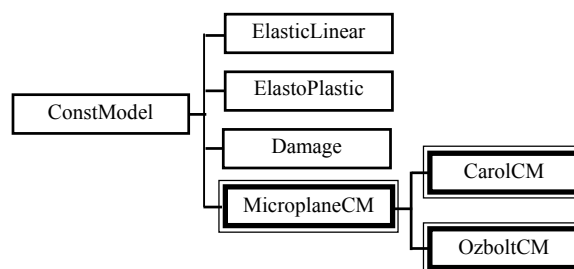 ElasticLinear
ElastoPlastic
ConstModel
Damage
CarolCM
MicroplaneCM
OzboltCM